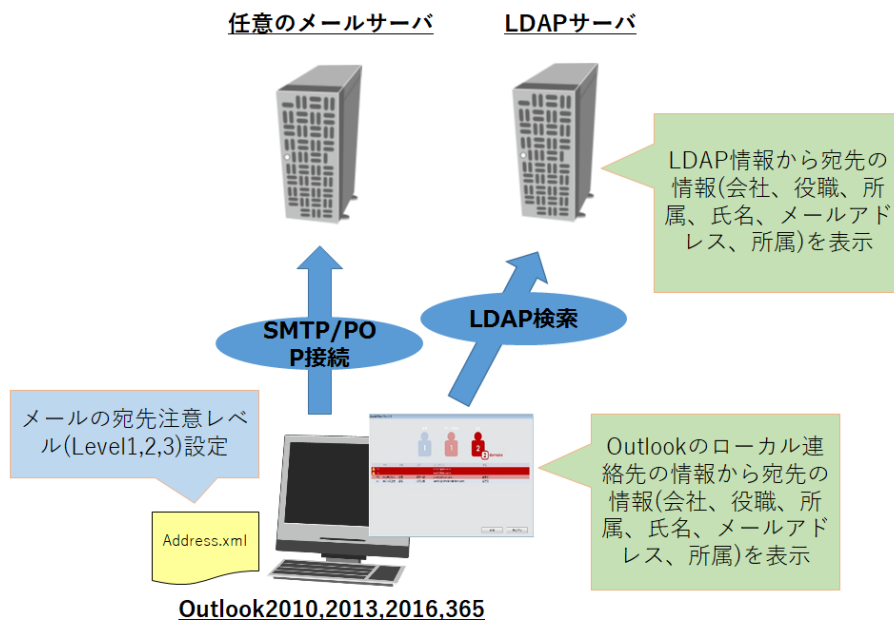 任意のメールサーバ
LDAPサーバ
LDAP情報から宛先の
情報(会社、役職、所
属、氏名、メールアド
レス、所属)を表示
SMTP/PO
P接続
LDAP検索
メールの宛先注意レベ
ル(Level1,2,3)設定
1
1
2
2
Outlookのローカル連
絡先の情報から宛先の
情報(会社、役職、所
属、氏名、メールアド
レス、所属)を表示
Address.xml
Outlook2010,2013,2016,365